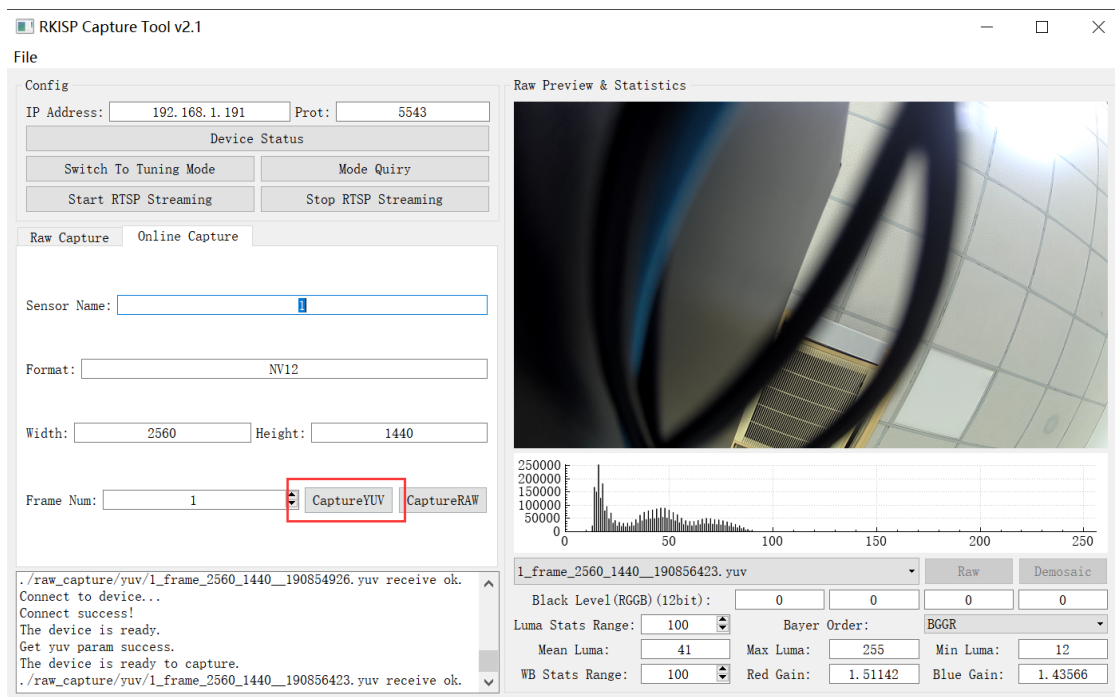 RKISP Capture Tool v2.1
File
Config
IP Address: 192.168.1.191 Prot: 5543
Device Status
Switch To Tuning Mode Mode Quiry
Start RTSP Streaming Stop RTSP Streaming
Raw Capture Online Capture
Sensor Name: 1
Format: NV12
Width: 2560 Height: 1440
Frame Num: 1 CaptureYUV CaptureRAW
./raw_capture/yuv/1_frame_2560_1440__190854926.yuv receive ok.
Connect to device...
Connect success!
The device is ready.
Get yuv param success.
The device is ready to capture.
./raw_capture/yuv/1_frame_2560_1440__190856423.yuv receive ok.
Raw Preview & Statistics
250000
200000
150000
100000
50000
0
0 50 100 150 200 250
1_frame_2560_1440__190856423.yuv Raw Demosaic
Black Level(RGGB)(12bit): 0 0 0 0
Luma Stats Range: 100 Bayer Order: BGGR
Mean Luma: 41 Max Luma: 255 Min Luma: 12
WB Stats Range: 100 Red Gain: 1.51142 Blue Gain: 1.43566